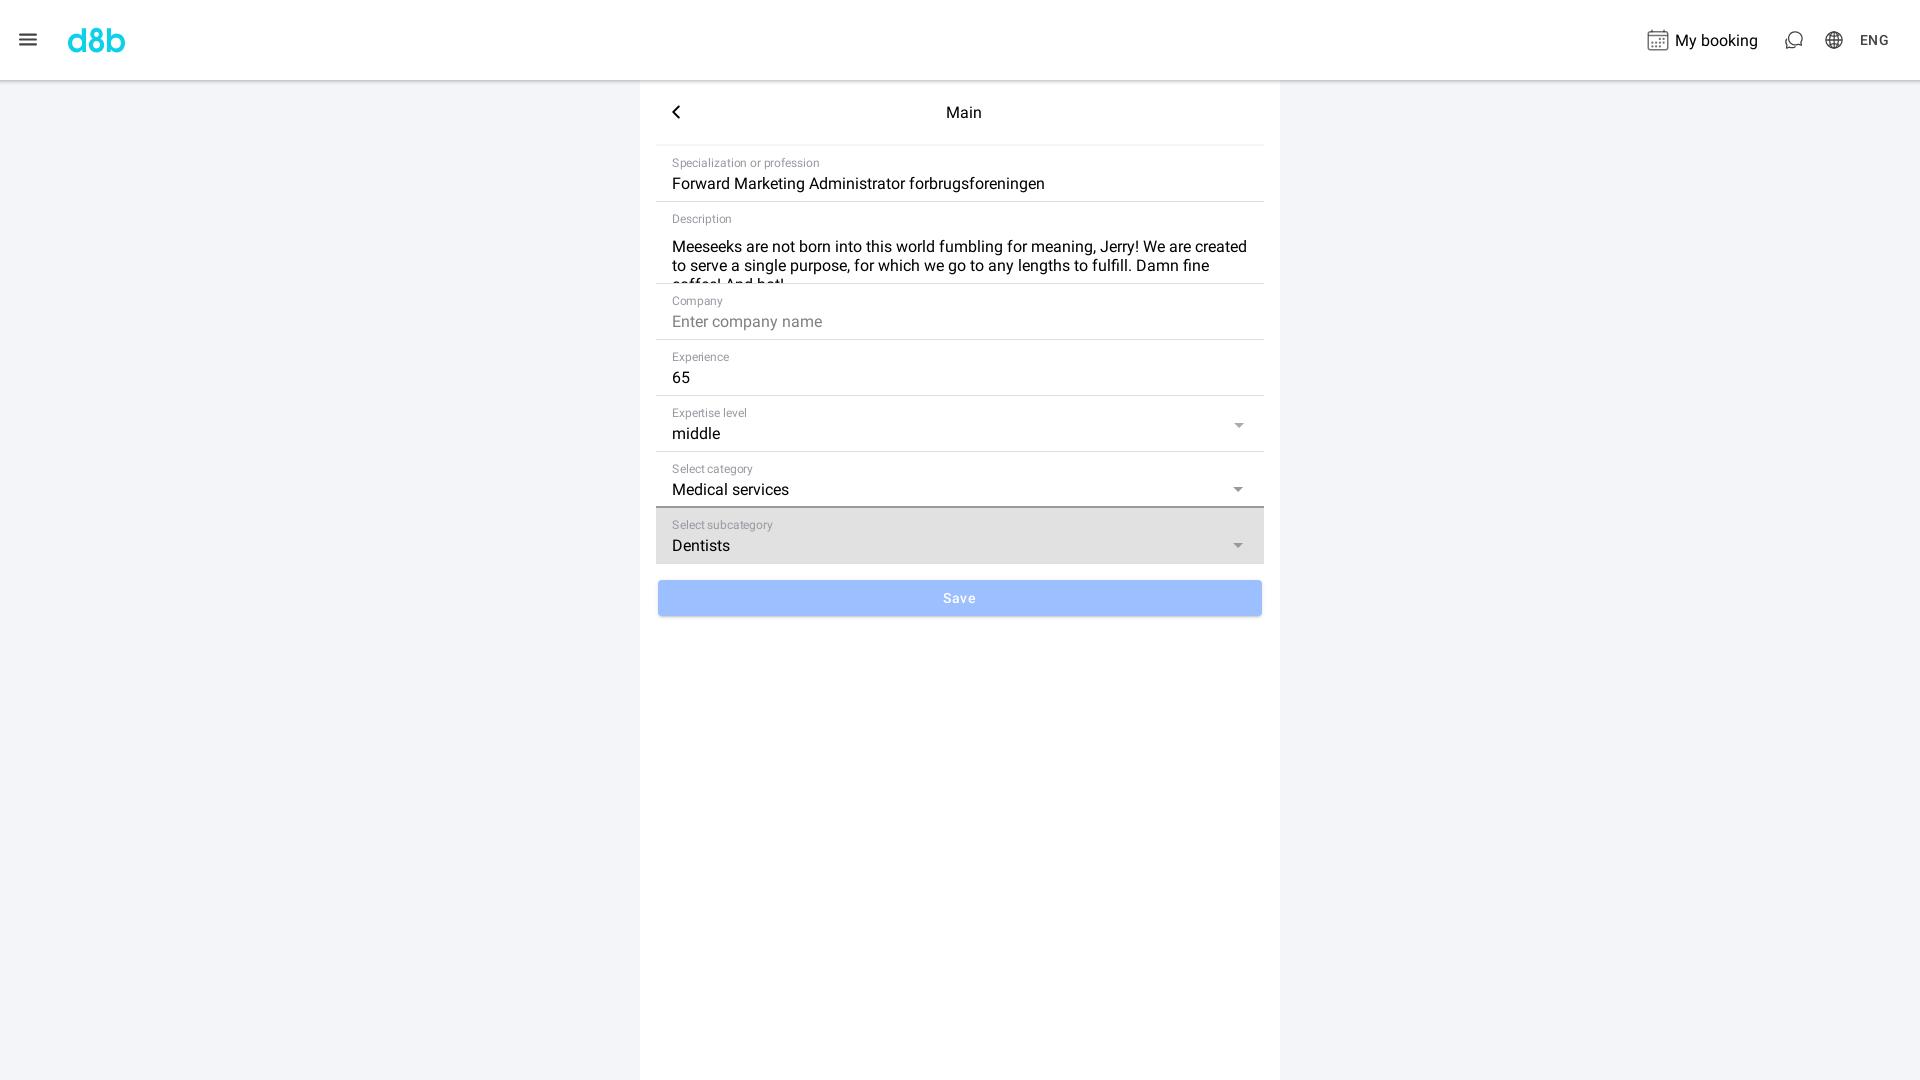 d8b
My booking
ENG
Main
Specialization or profession
Forward Marketing Administrator forbrugsforeningen
Description
Meeseeks are not born into this world fumbling for meaning, Jerry! We are created
to serve a single purpose, for which we go to any lengths to fulfill. Damn fine
coffee! And hot!
Company
Enter company name
Experience
65
Expertise level
middle
Select category
Medical services
Select subcategory
Dentists
Save